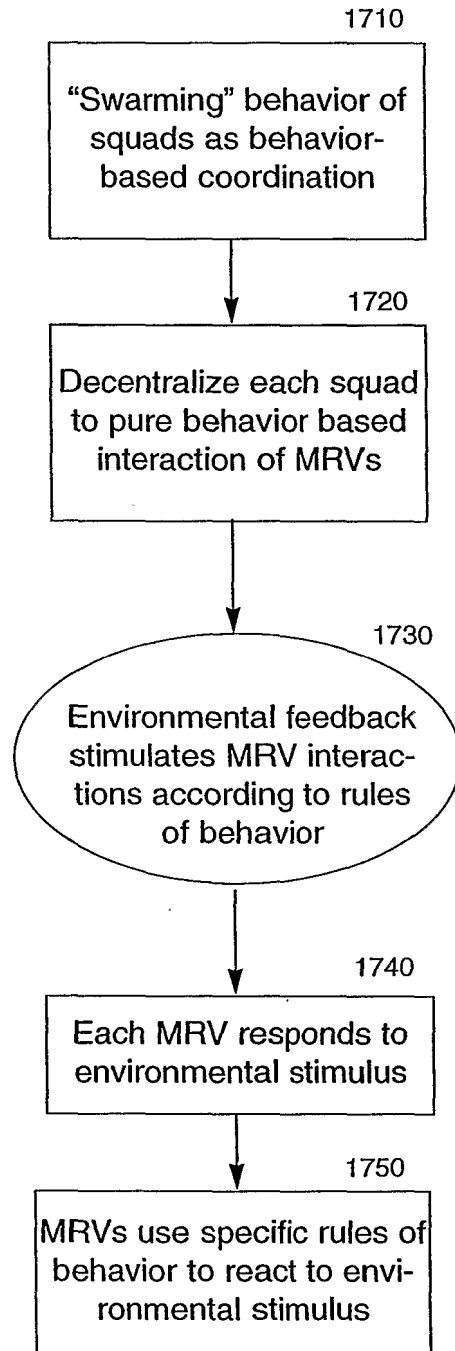 1710
“Swarming” behavior of
squads as behavior-
based coordination
1720
Decentralize each squad
to pure behavior based
interaction of MRVs
1730
Environmental feedback
stimulates MRV interac-
tions according to rules
of behavior
1740
Each MRV responds to
environmental stimulus
1750
MRVs use specific rules of
behavior to react to envi-
ronmental stimulus